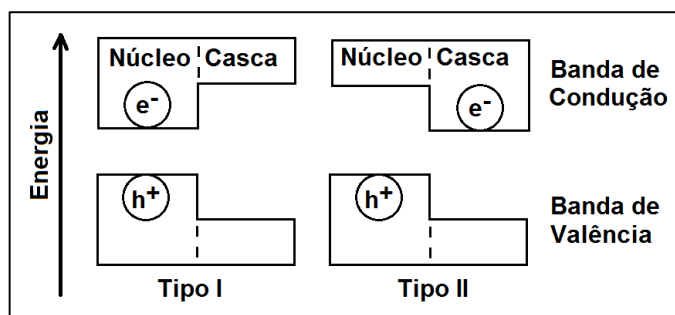 Energia
Núcleo Casca
e-
h+
Tipo I
Núcleo Casca
e-
h+
Tipo II
Banda de
Condução
Banda de
Valência